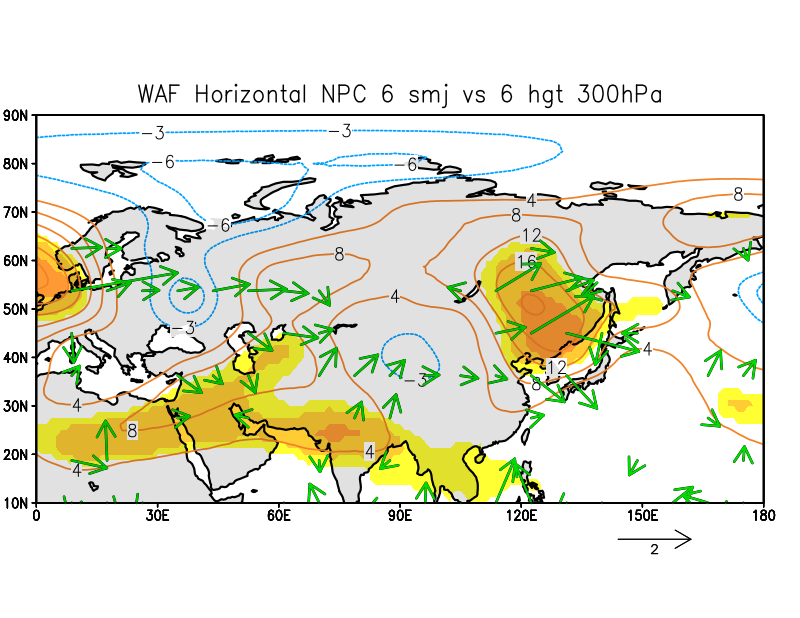 WAF Horizontal NPC 6 smj vs 6 hgt 300hPa
90N
-3 -3
80N
-6 -6
8
70N
4
-6 8
12
60N
8 16
50N
4
-3
40N
4
-3 12
8
30N
4
8
20N
4 4
10N
0 30E 60E 90E 120E 150E 180
2